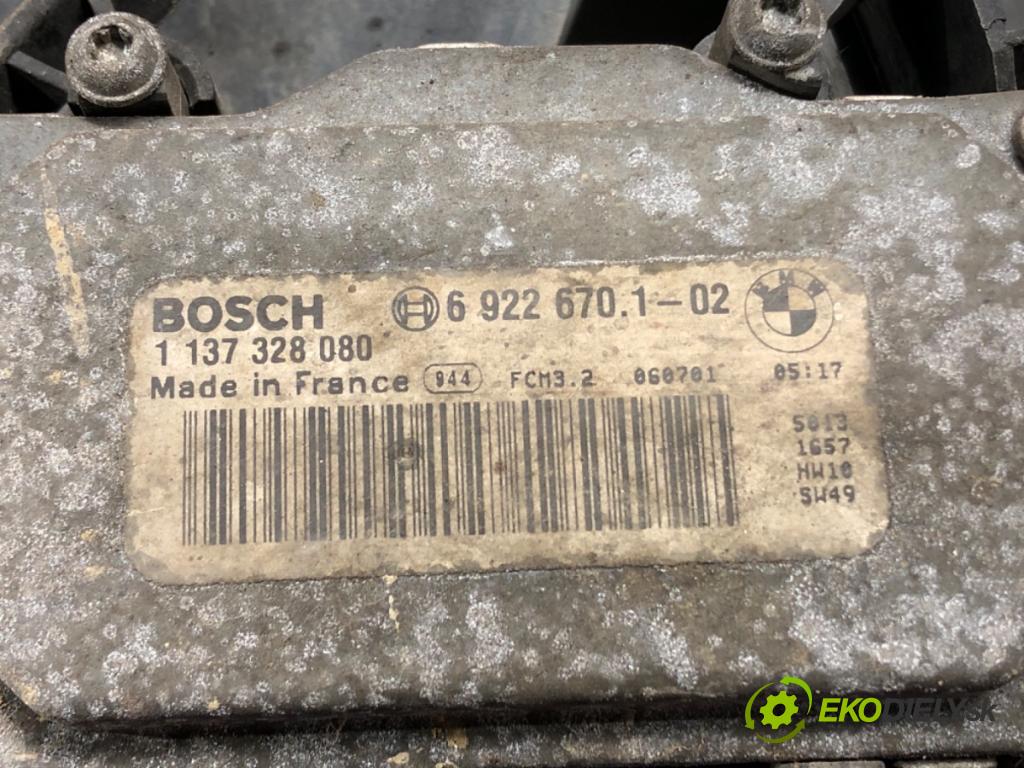 BOSCH 6 922 670.1-02 BMW
1 137 328 080
Made in France 944 FCM3.2 060701 05:17
5013
1657
HW10
SW49
EKODIELY.SK